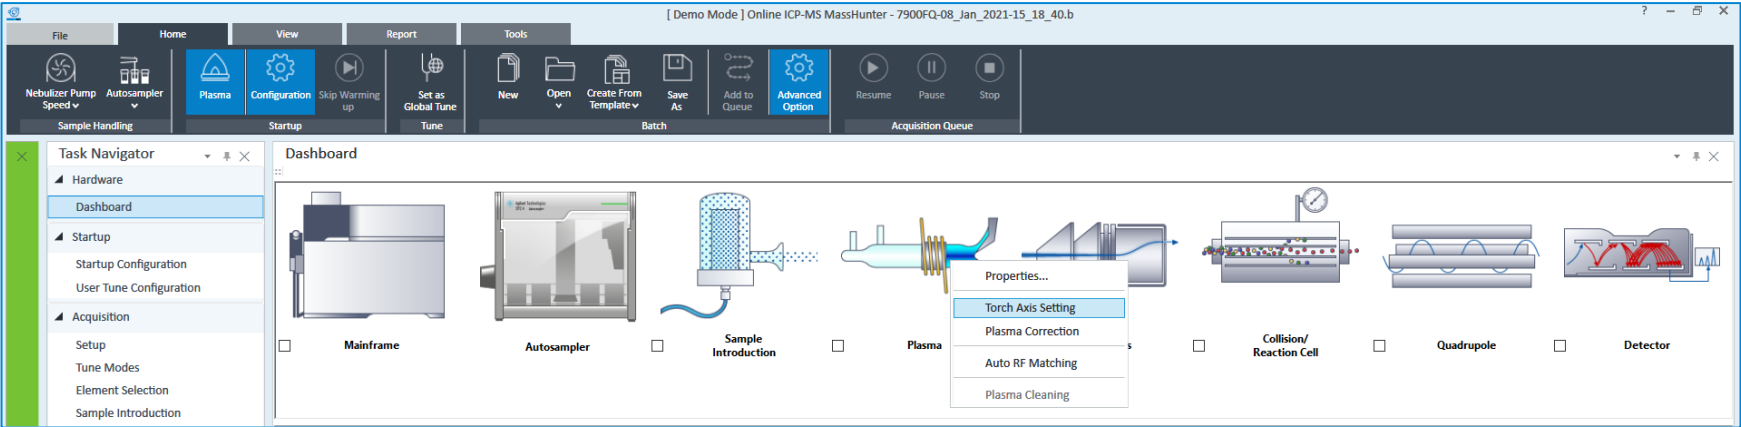 [ Demo Mode ] Online ICP-MS MassHunter - 7900FQ-08_Jan_2021-15_18_40.b
File
Home
View
Report
Tools
Nebulizer Pump
Speed
Autosampler
Plasma
Configuration
Skip Warming
up
Set as
Global Tune
New
Open
Create From
Template
Save
As
Add to
Queue
Advanced
Option
Resume
Pause
Stop
Sample Handling
Startup
Tune
Batch
Acquisition Queue
Task Navigator
Hardware
Dashboard
Startup
Startup Configuration
User Tune Configuration
Acquisition
Setup
Tune Modes
Element Selection
Sample Introduction
Dashboard
Agilent Technologies
Mainframe
Autosampler
Sample
Introduction
Plasma
s
Collision/
Reaction Cell
Quadrupole
Detector
Properties...
Torch Axis Setting
Plasma Correction
Auto RF Matching
Plasma Cleaning